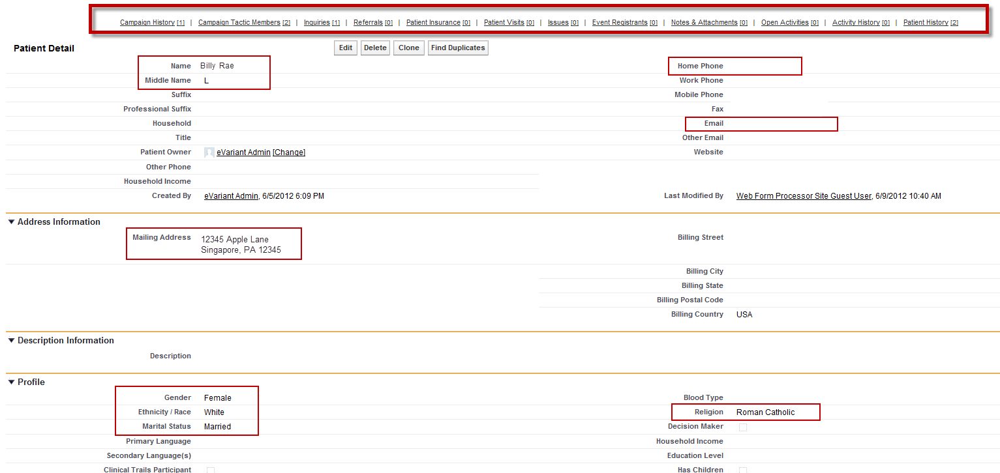 Campaign History [1] | Campaign Tactic Members [2] | Inquiries [1] | Referrals [0] | Patient Insurance [0] | Patient Visits [0] | Issues [0] | Event Registrants [0] | Notes & Attachments [0] | Open Activities [0] | Activity History [0] | Patient History [2]
Patient Detail Edit Delete Clone Find Duplicates
Name Billy Rae Home Phone
Middle Name L Work Phone
Suffix Mobile Phone
Professional Suffix Fax
Household Email
Title Other Email
Patient Owner eVariant Admin [Change] Website
Other Phone
Household Income
Created By eVariant Admin, 6/5/2012 6:09 PM Last Modified By Web Form Processor Site Guest User, 6/9/2012 10:40 AM
Address Information
Mailing Address 12345 Apple Lane Billing Street
Singapore, PA 12345
Billing City
Billing State
Billing Postal Code
Billing Country USA
Description Information
Description
Profile
Gender Female Blood Type
Ethnicity / Race White Religion Roman Catholic
Marital Status Married Decision Maker
Primary Language Household Income
Secondary Language(s) Education Level
Clinical Trails Participant Has Children